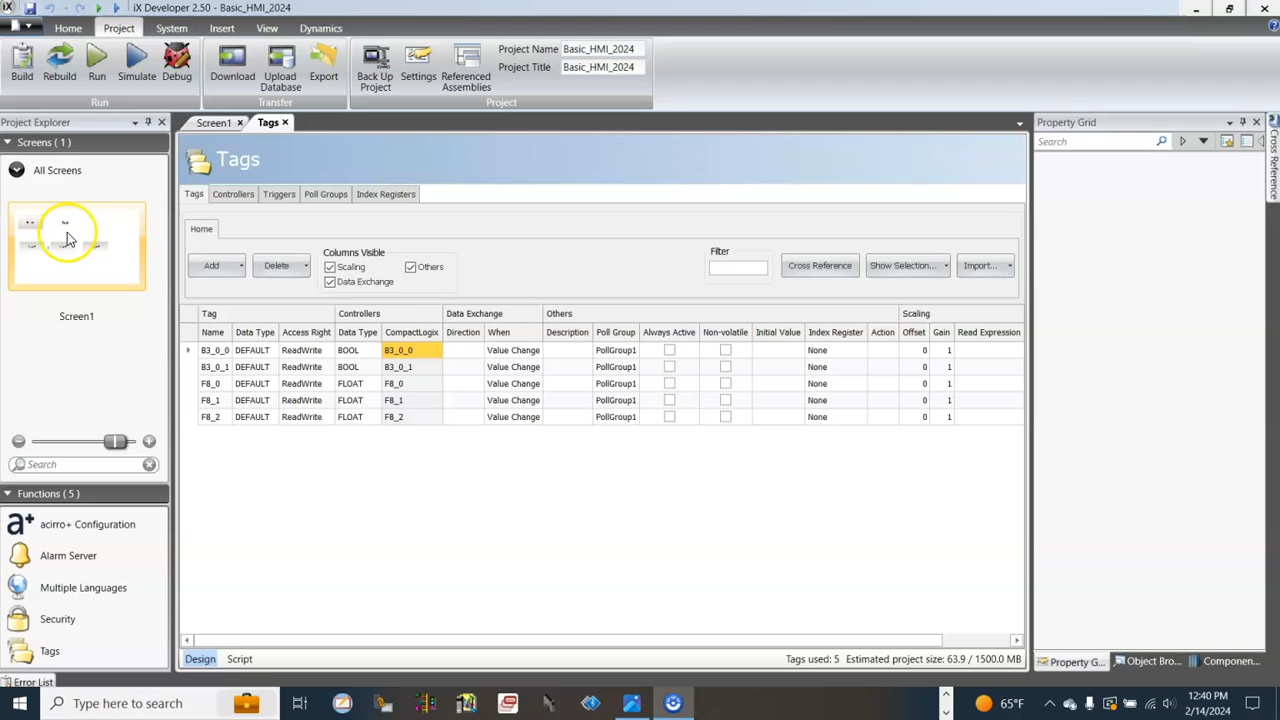 iX Developer 2.50 - Basic_HMI_2024
Home Project System Insert View Dynamics
Build Rebuild Run Simulate Debug
Run
Download Upload Database Export
Transfer
Back Up Project Settings Referenced Assemblies
Project Name Basic_HMI_2024
Project Title Basic_HMI_2024
Project
Project Explorer
Screens ( 1 )
All Screens
Screen1
Search
Functions ( 5 )
acirro+ Configuration
Alarm Server
Multiple Languages
Security
Tags
Error List
Screen1 Tags
Tags
Tags Controllers Triggers Poll Groups Index Registers
Home
Add Delete
Columns Visible
Scaling Others
Data Exchange
Filter
Cross Reference Show Selection... Import...
Tag Controllers Data Exchange Others Scaling
Name Data Type Access Right Data Type CompactLogix Direction When Description Poll Group Always Active Non-volatile Initial Value Index Register Action Offset Gain Read Expression
B3_0_0 DEFAULT ReadWrite BOOL B3_0_0 Value Change PollGroup1 None 0 1
B3_0_1 DEFAULT ReadWrite BOOL B3_0_1 Value Change PollGroup1 None 0 1
F8_0 DEFAULT ReadWrite FLOAT F8_0 Value Change PollGroup1 None 0 1
F8_1 DEFAULT ReadWrite FLOAT F8_1 Value Change PollGroup1 None 0 1
F8_2 DEFAULT ReadWrite FLOAT F8_2 Value Change PollGroup1 None 0 1
Design Script
Tags used: 5 Estimated project size: 63.9 / 1500.0 MB
Property Grid
Search
Property G... Object Bro... Componen...
Cross Reference
Type here to search
65°F
12:40 PM
2/14/2024